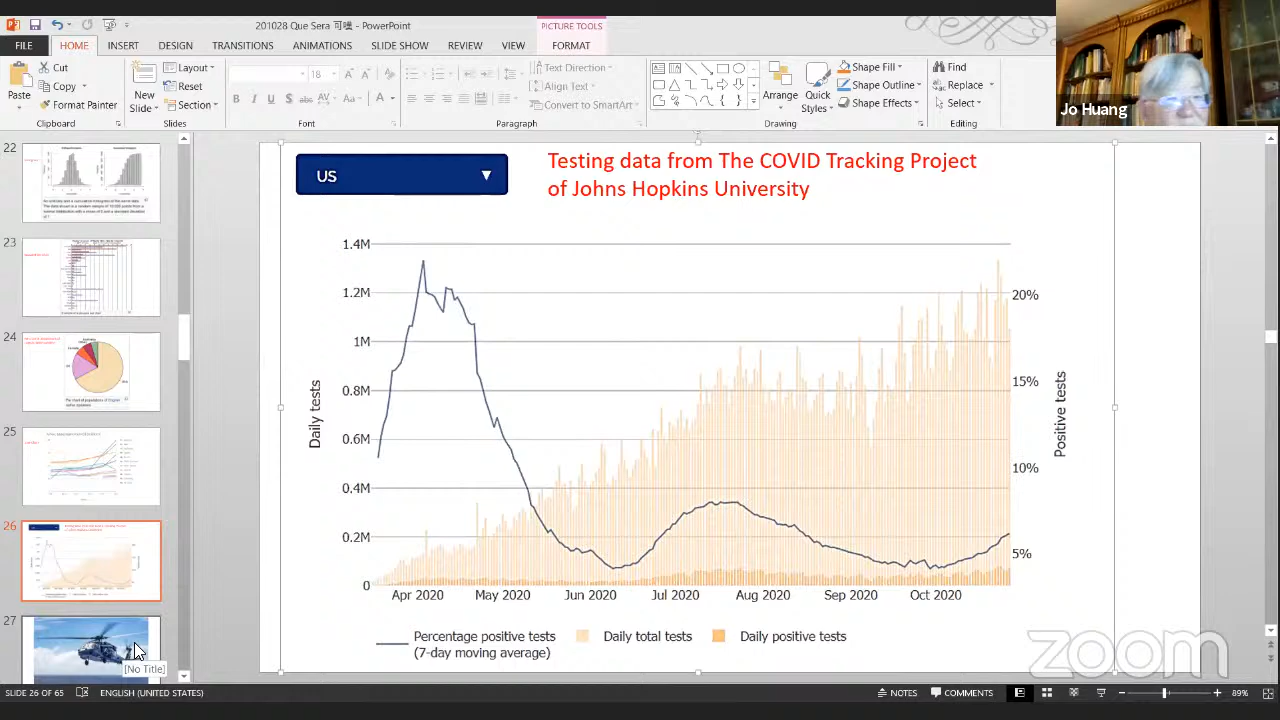 201028 Que Sera 可嘆 - PowerPoint
PICTURE TOOLS
FILE HOME INSERT DESIGN TRANSITIONS ANIMATIONS SLIDE SHOW REVIEW VIEW FORMAT
Paste
Cut
Copy
Format Painter
Clipboard
New
Slide
Layout
Reset
Section
Slides
18
Font
Text Direction
Align Text
Convert to SmartArt
Paragraph
Arrange
Quick
Styles
Shape Fill
Shape Outline
Shape Effects
Drawing
Find
Replace
Select
Editing
Jo Huang
22
23
24
25
26
27
[No Title]
US
Testing data from The COVID Tracking Project
of Johns Hopkins University
1.4M
1.2M
1M
0.8M
0.6M
0.4M
0.2M
0
Daily tests
20%
15%
10%
5%
Positive tests
Apr 2020 May 2020 Jun 2020 Jul 2020 Aug 2020 Sep 2020 Oct 2020
Percentage positive tests
(7-day moving average)
Daily total tests
Daily positive tests
zoom
SLIDE 26 OF 65 ENGLISH (UNITED STATES) NOTES COMMENTS 89%